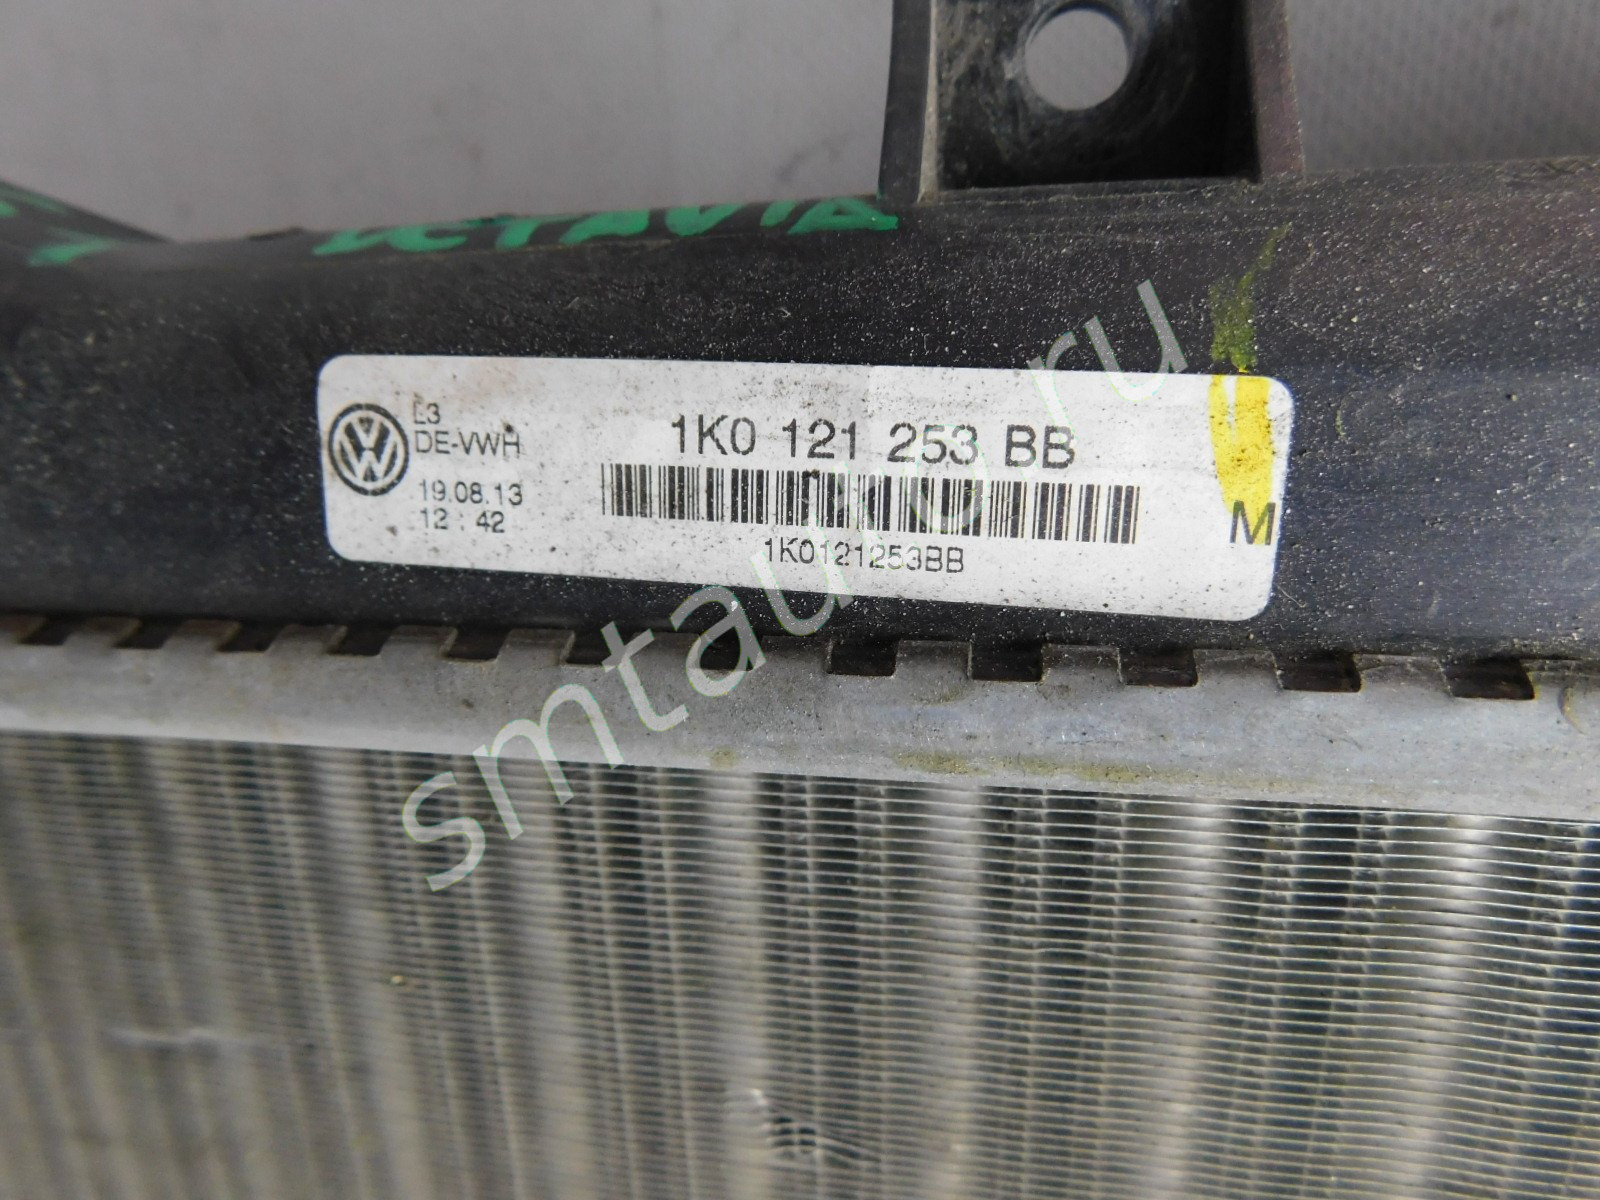 OCTAVIA
L3
DE-VWH
19.08.13
12 : 42
1K0 121 253 BB
1K0121253BB
M
smtauto.ru